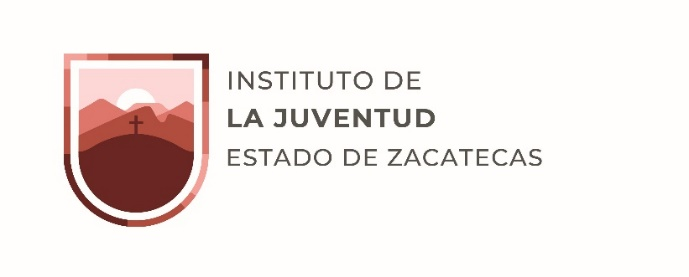 INSTITUTO DE
LA JUVENTUD
ESTADO DE ZACATECAS